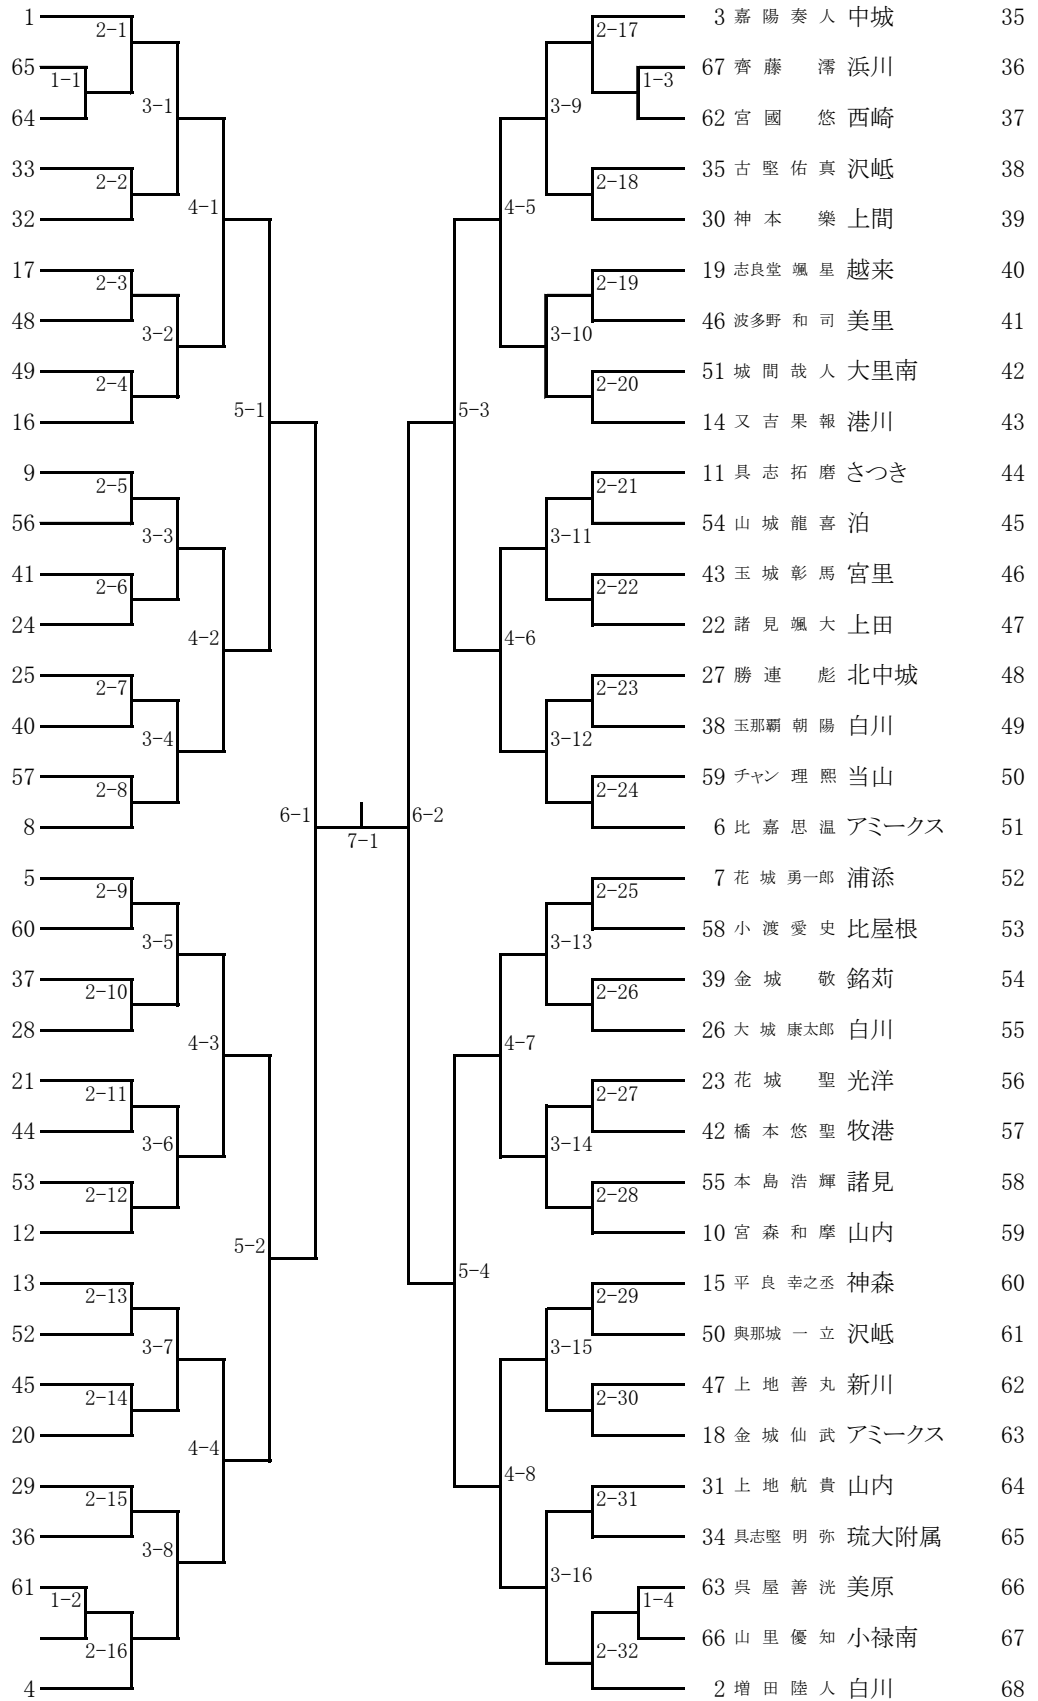 1 3 嘉陽奏人 中城 35
2-1 2-17
65 67 齊藤 澪 浜川 36
1-1 1-3
3-1 3-9
64 62 宮國 悠 西崎 37
33 35 古堅佑真 沢岻 38
2-2 2-18
4-1 4-5
32 30 神本 樂 上間 39
17 19 志良堂 颯星 越来 40
2-3 2-19
48 46 波多野 和司 美里 41
3-2 3-10
49 51 城間哉人 大里南 42
2-4 2-20
5-1 5-3
16 14 又吉果報 港川 43
9 11 具志拓磨 さつき 44
2-5 2-21
56 54 山城龍喜 泊 45
3-3 3-11
41 43 玉城彰馬 宮里 46
2-6 2-22
24 22 諸見颯大 上田 47
4-2 4-6
25 27 勝連 彪 北中城 48
2-7 2-23
40 38 玉那覇 朝陽 白川 49
3-4 3-12
57 59 チャン 理熙 当山 50
2-8 2-24
6-1 6-2
8 6 比嘉思温 アミークス 51
7-1
5 7 花城 勇一郎 浦添 52
2-9 2-25
60 58 小渡愛史 比屋根 53
3-5 3-13
37 39 金城 敬 銘苅 54
2-10 2-26
28 26 大城 康太郎 白川 55
4-3 4-7
21 23 花城 聖 光洋 56
2-11 2-27
44 42 橋本悠聖 牧港 57
3-6 3-14
53 55 本島浩輝 諸見 58
2-12 2-28
12 10 宮森和摩 山内 59
5-2 5-4
13 15 平良 幸之丞 神森 60
2-13 2-29
52 50 與那城 一立 沢岻 61
3-7 3-15
45 47 上地善丸 新川 62
2-14 2-30
20 18 金城仙武 アミークス 63
4-4 4-8
29 31 上地航貴 山内 64
2-15 2-31
36 34 具志堅 明弥 琉大附属 65
3-8 3-16
61 63 呉屋善洸 美原 66
1-2 1-4
66 山里優知 小禄南 67
2-16 2-32
4 2 増田陸人 白川 68